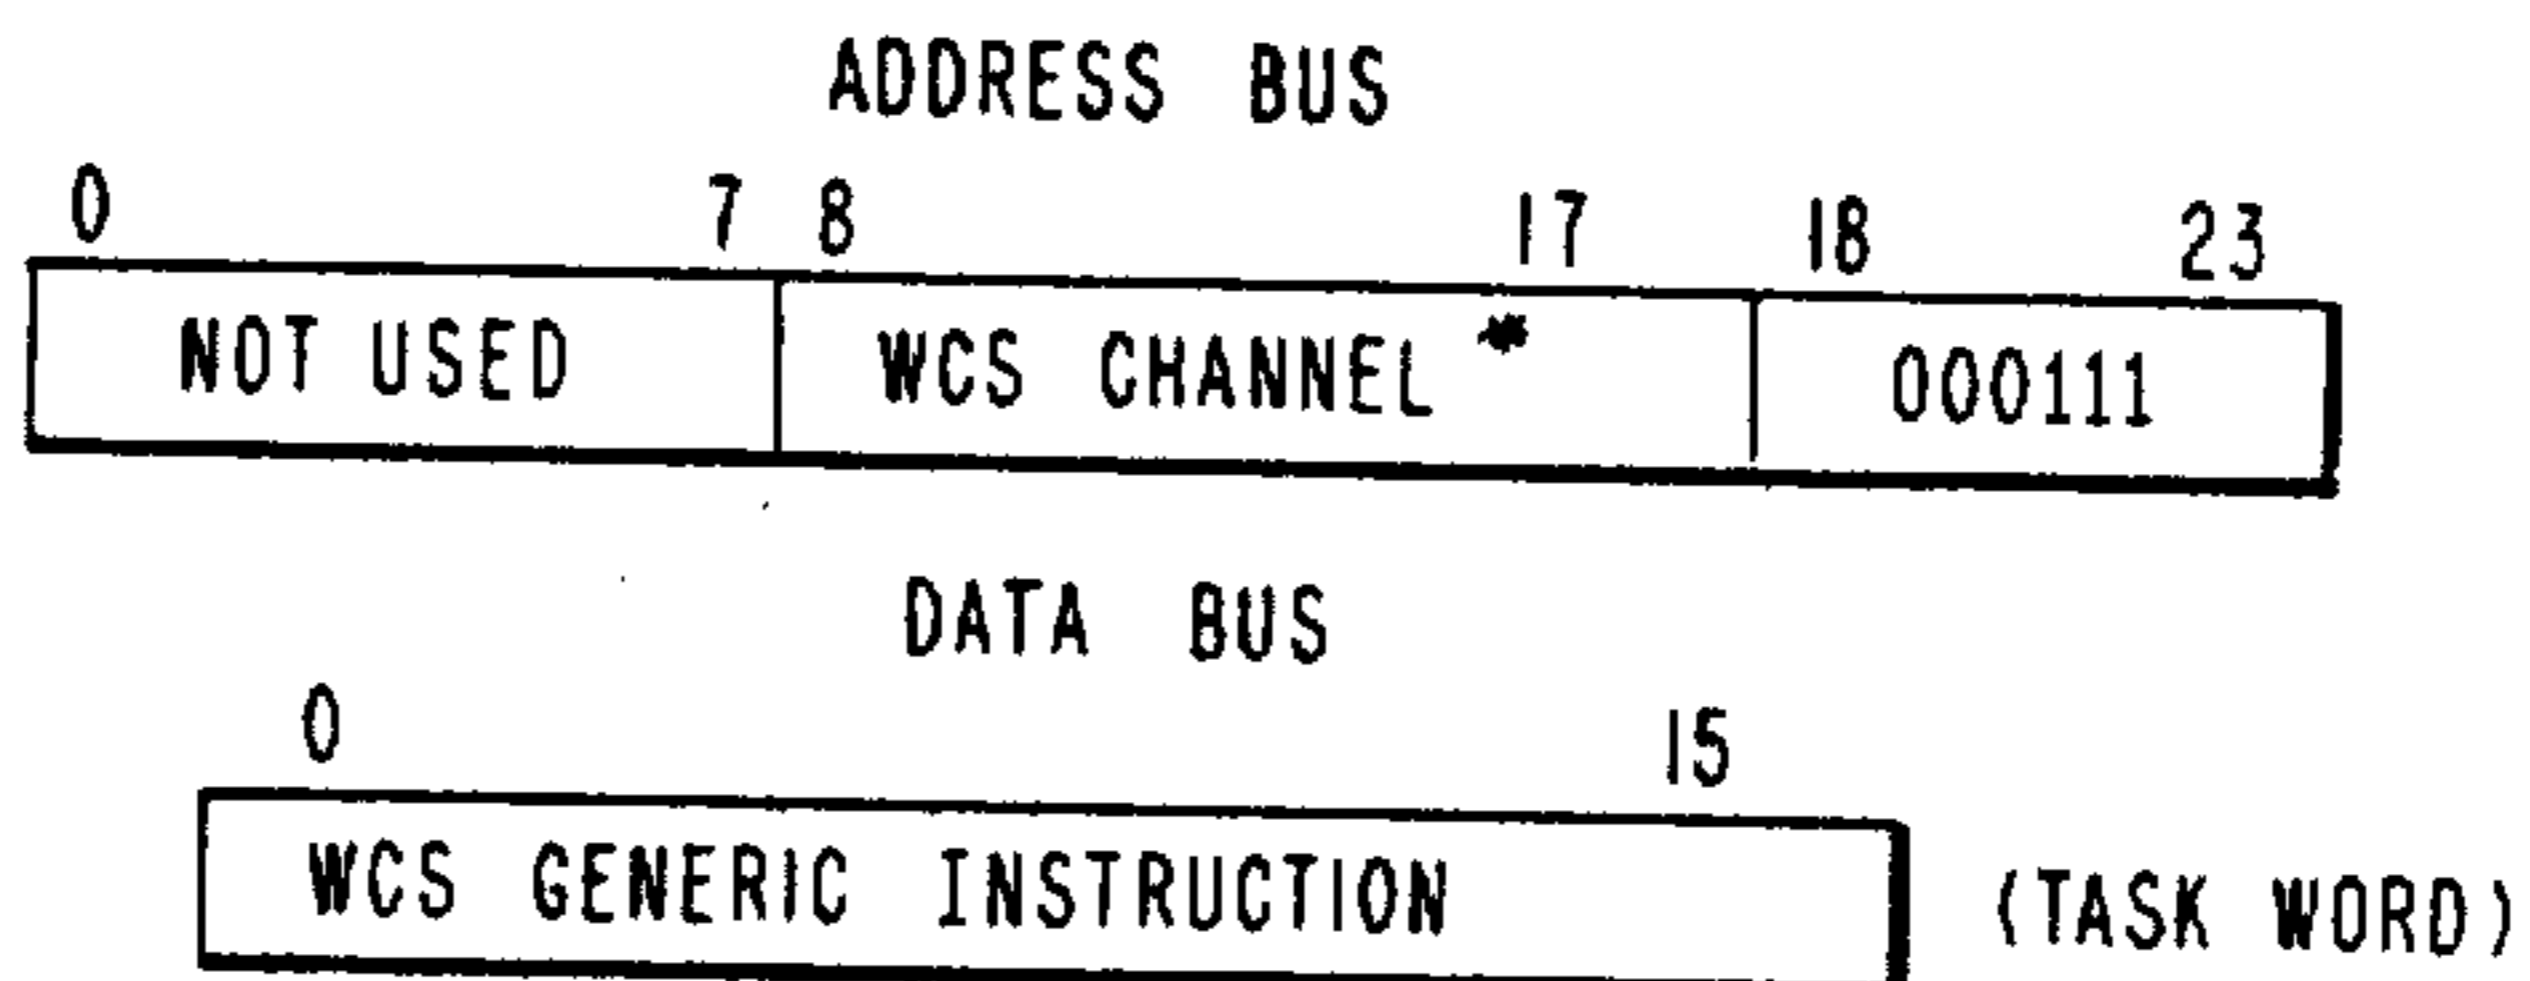 ADDRESS BUS
0 7 8 17 18 23
NOT USED WCS CHANNEL * 000111
DATA BUS
0 15
WCS GENERIC INSTRUCTION (TASK WORD)